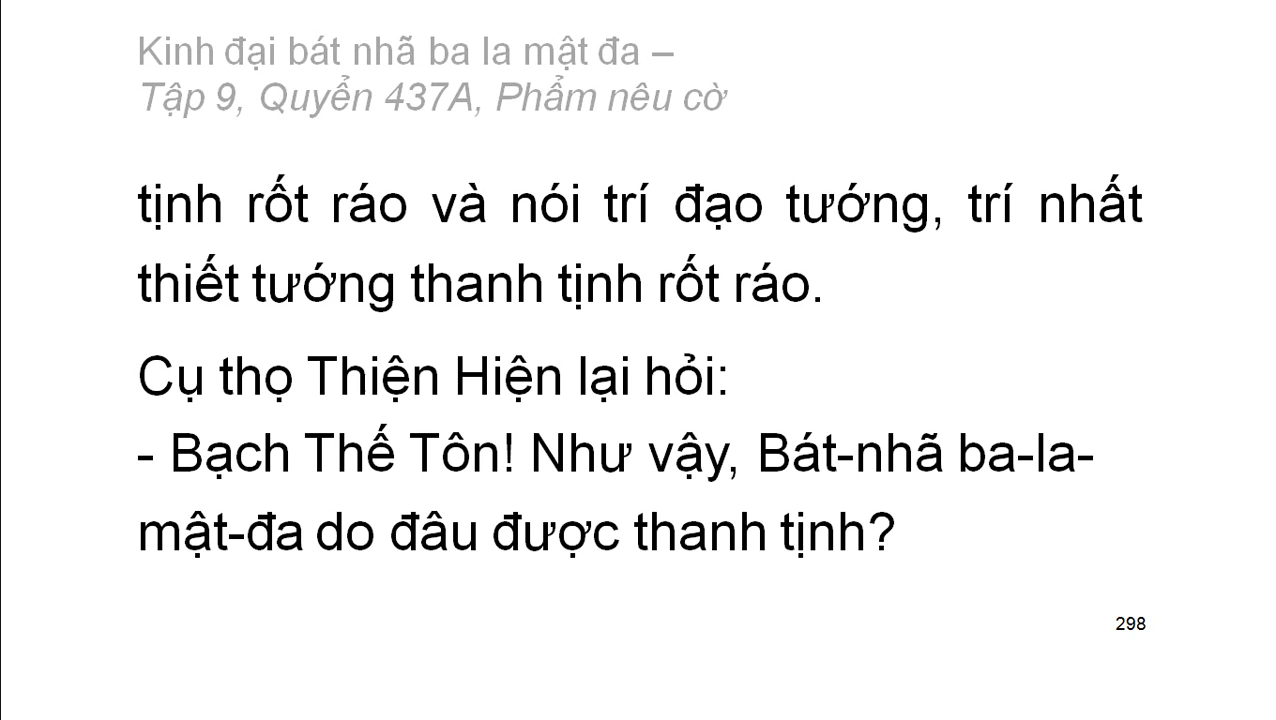 Kinh đại bát nhã ba la mật đa –
Tập 9, Quyển 437A, Phẩm nêu cờ
tịnh rốt ráo và nói trí đạo tướng, trí nhất
thiết tướng thanh tịnh rốt ráo.
Cụ thọ Thiện Hiện lại hỏi:
- Bạch Thế Tôn! Như vậy, Bát-nhã ba-la-
mật-đa do đâu được thanh tịnh?
298